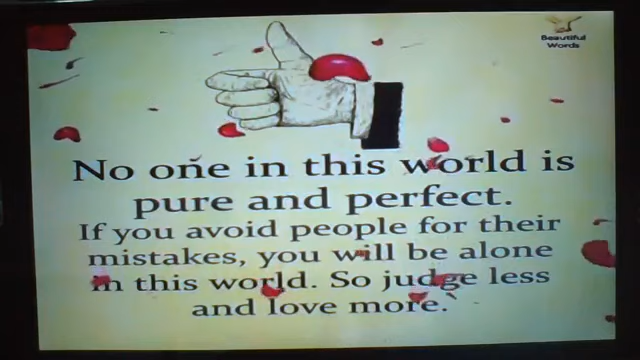 Beautiful
Words
No one in this world is
pure and perfect.
If you avoid people for their
mistakes, you will be alone
in this world. So judge less
and love more.